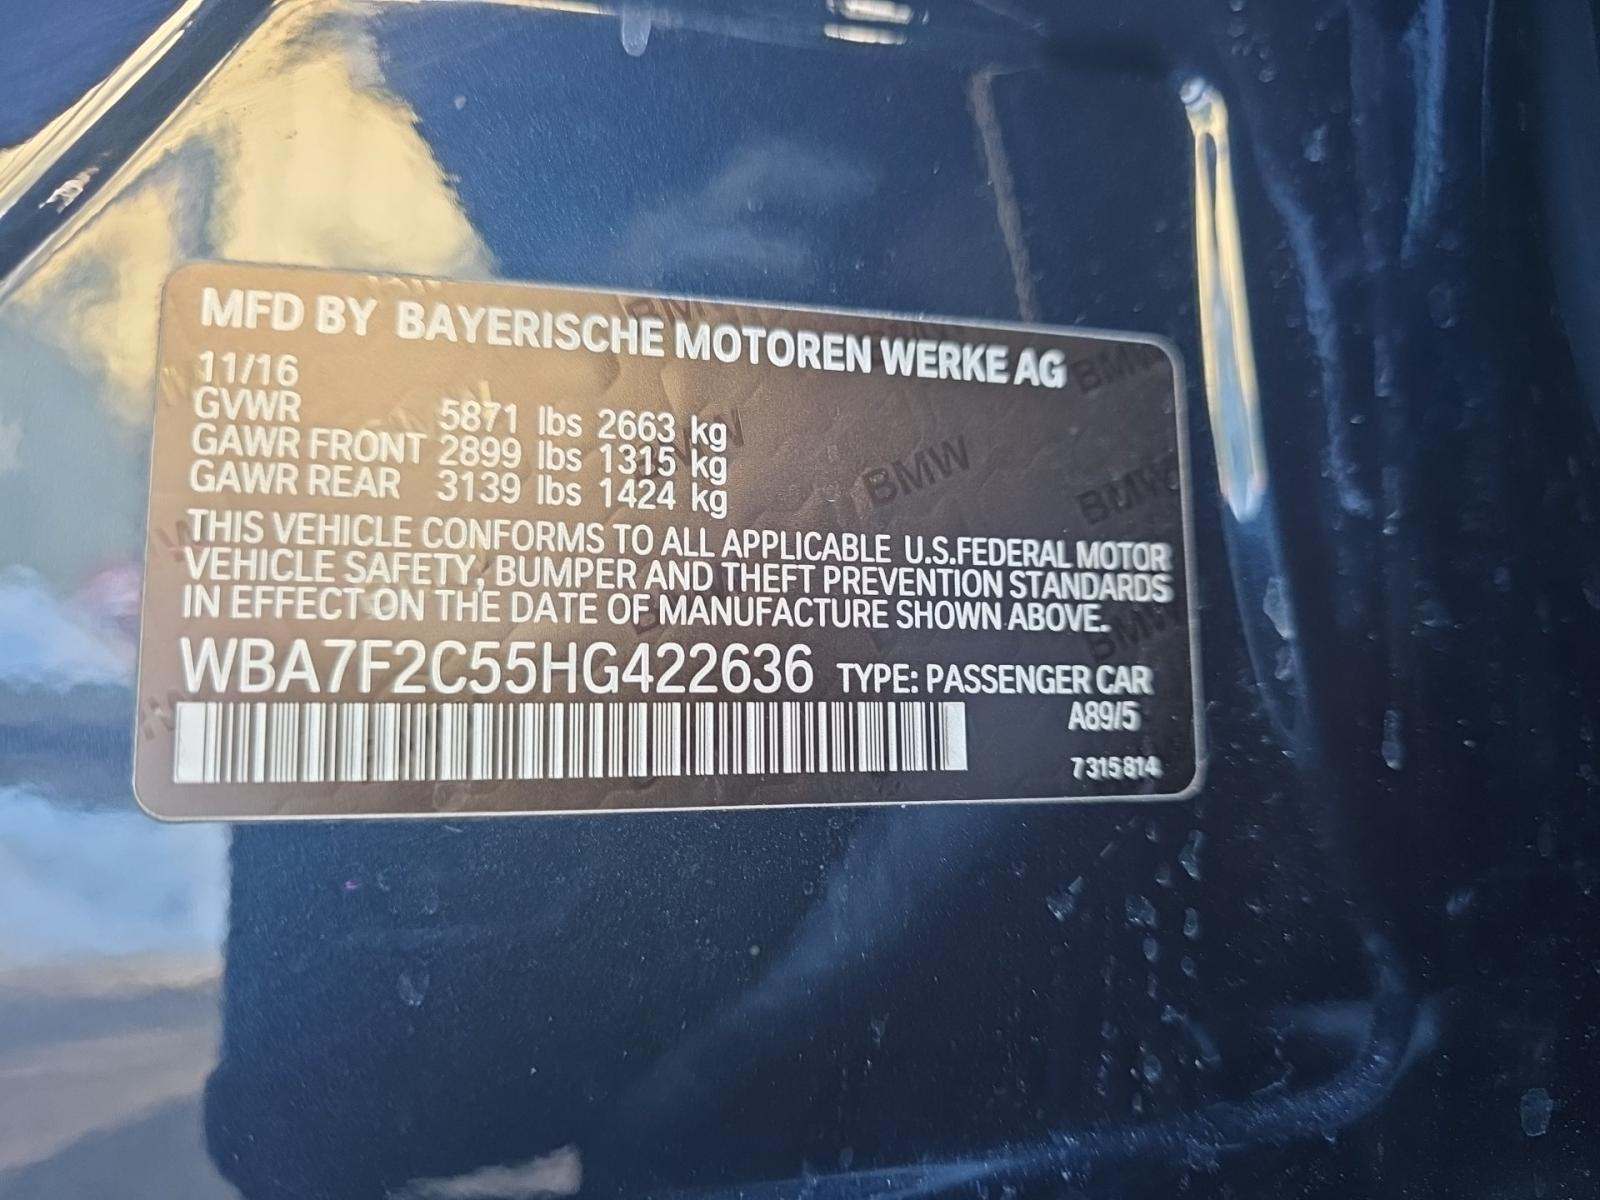 MFD BY BAYERISCHE MOTOREN WERKE AG
11/16
GVWR 5871 lbs 2663 kg
GAWR FRONT 2899 lbs 1315 kg
GAWR REAR 3139 lbs 1424 kg
THIS VEHICLE CONFORMS TO ALL APPLICABLE U.S.FEDERAL MOTOR
VEHICLE SAFETY, BUMPER AND THEFT PREVENTION STANDARDS
IN EFFECT ON THE DATE OF MANUFACTURE SHOWN ABOVE.
WBA7F2C55HG422636 TYPE: PASSENGER CAR
A89/5
7 315 814